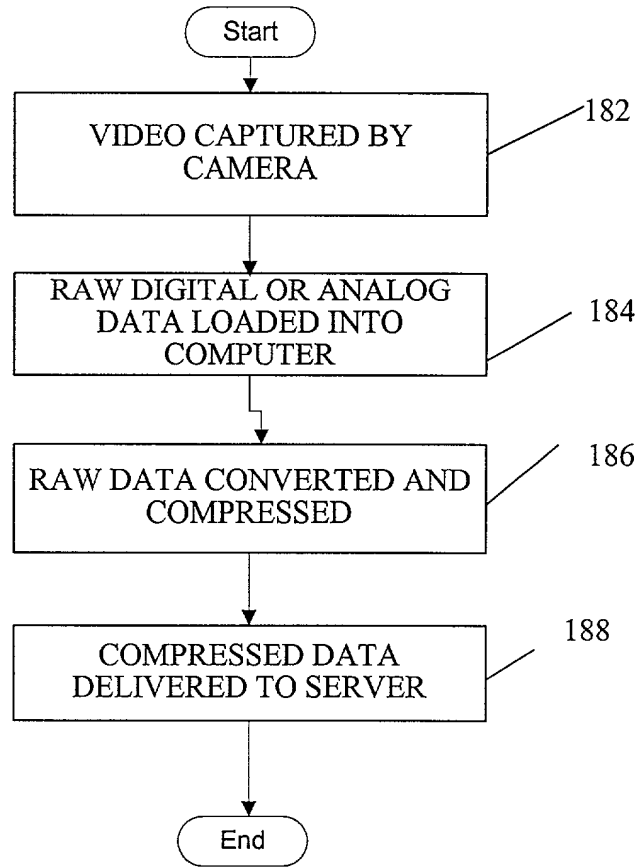 Start
VIDEO CAPTURED BY
CAMERA
182
RAW DIGITAL OR ANALOG
DATA LOADED INTO
COMPUTER
184
RAW DATA CONVERTED AND
COMPRESSED
186
COMPRESSED DATA
DELIVERED TO SERVER
188
End